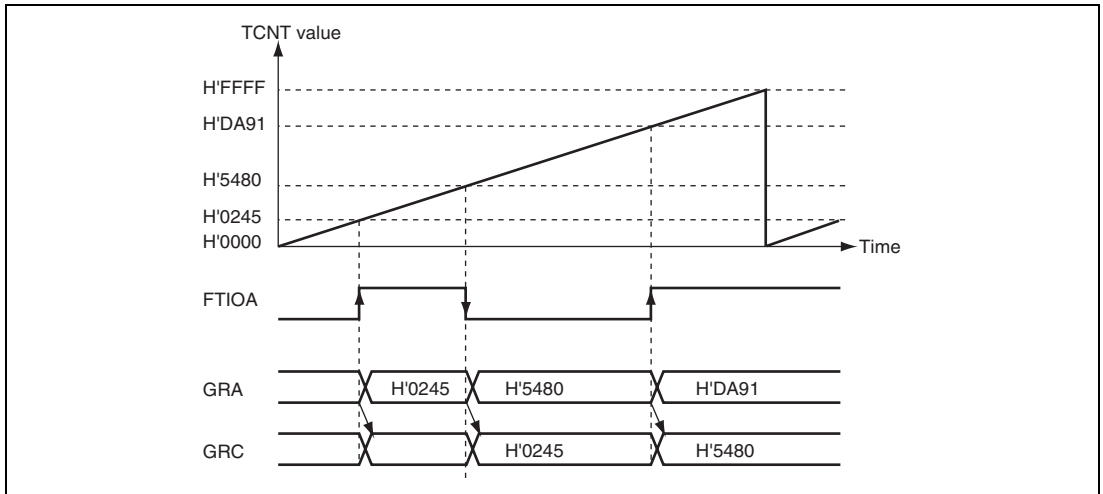 TCNT value
H'FFFF
H'DA91
H'5480
H'0245
H'0000
Time
FTIOA
GRA H'0245 H'5480 H'DA91
GRC H'0245 H'5480